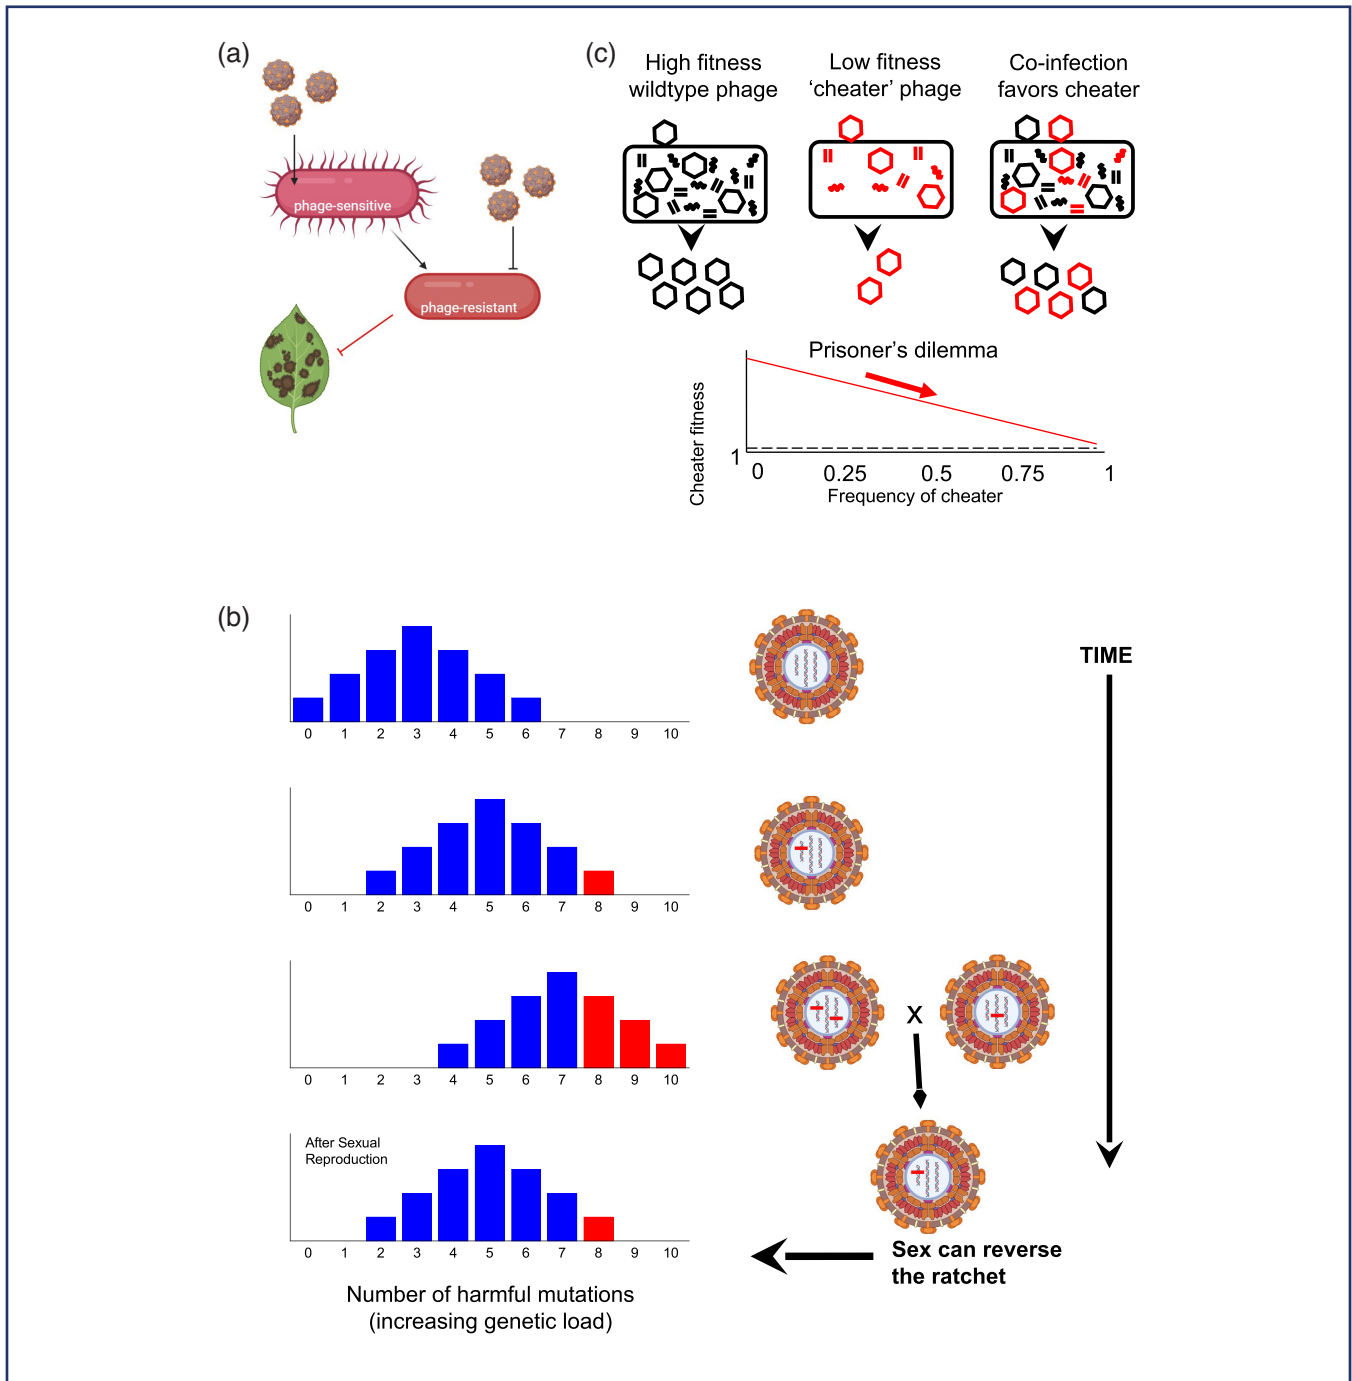 (a)
phage-sensitive
phage-resistant
(c)
High fitness
wildtype phage
Low fitness
‘cheater’ phage
Co-infection
favors cheater
Prisoner’s dilemma
Cheater fitness
1
0 0.25 0.5 0.75 1
Frequency of cheater
(b)
0 1 2 3 4 5 6 7 8 9 10
TIME
0 1 2 3 4 5 6 7 8 9 10
0 1 2 3 4 5 6 7 8 9 10
X
After Sexual
Reproduction
0 1 2 3 4 5 6 7 8 9 10
Number of harmful mutations
(increasing genetic load)
Sex can reverse
the ratchet